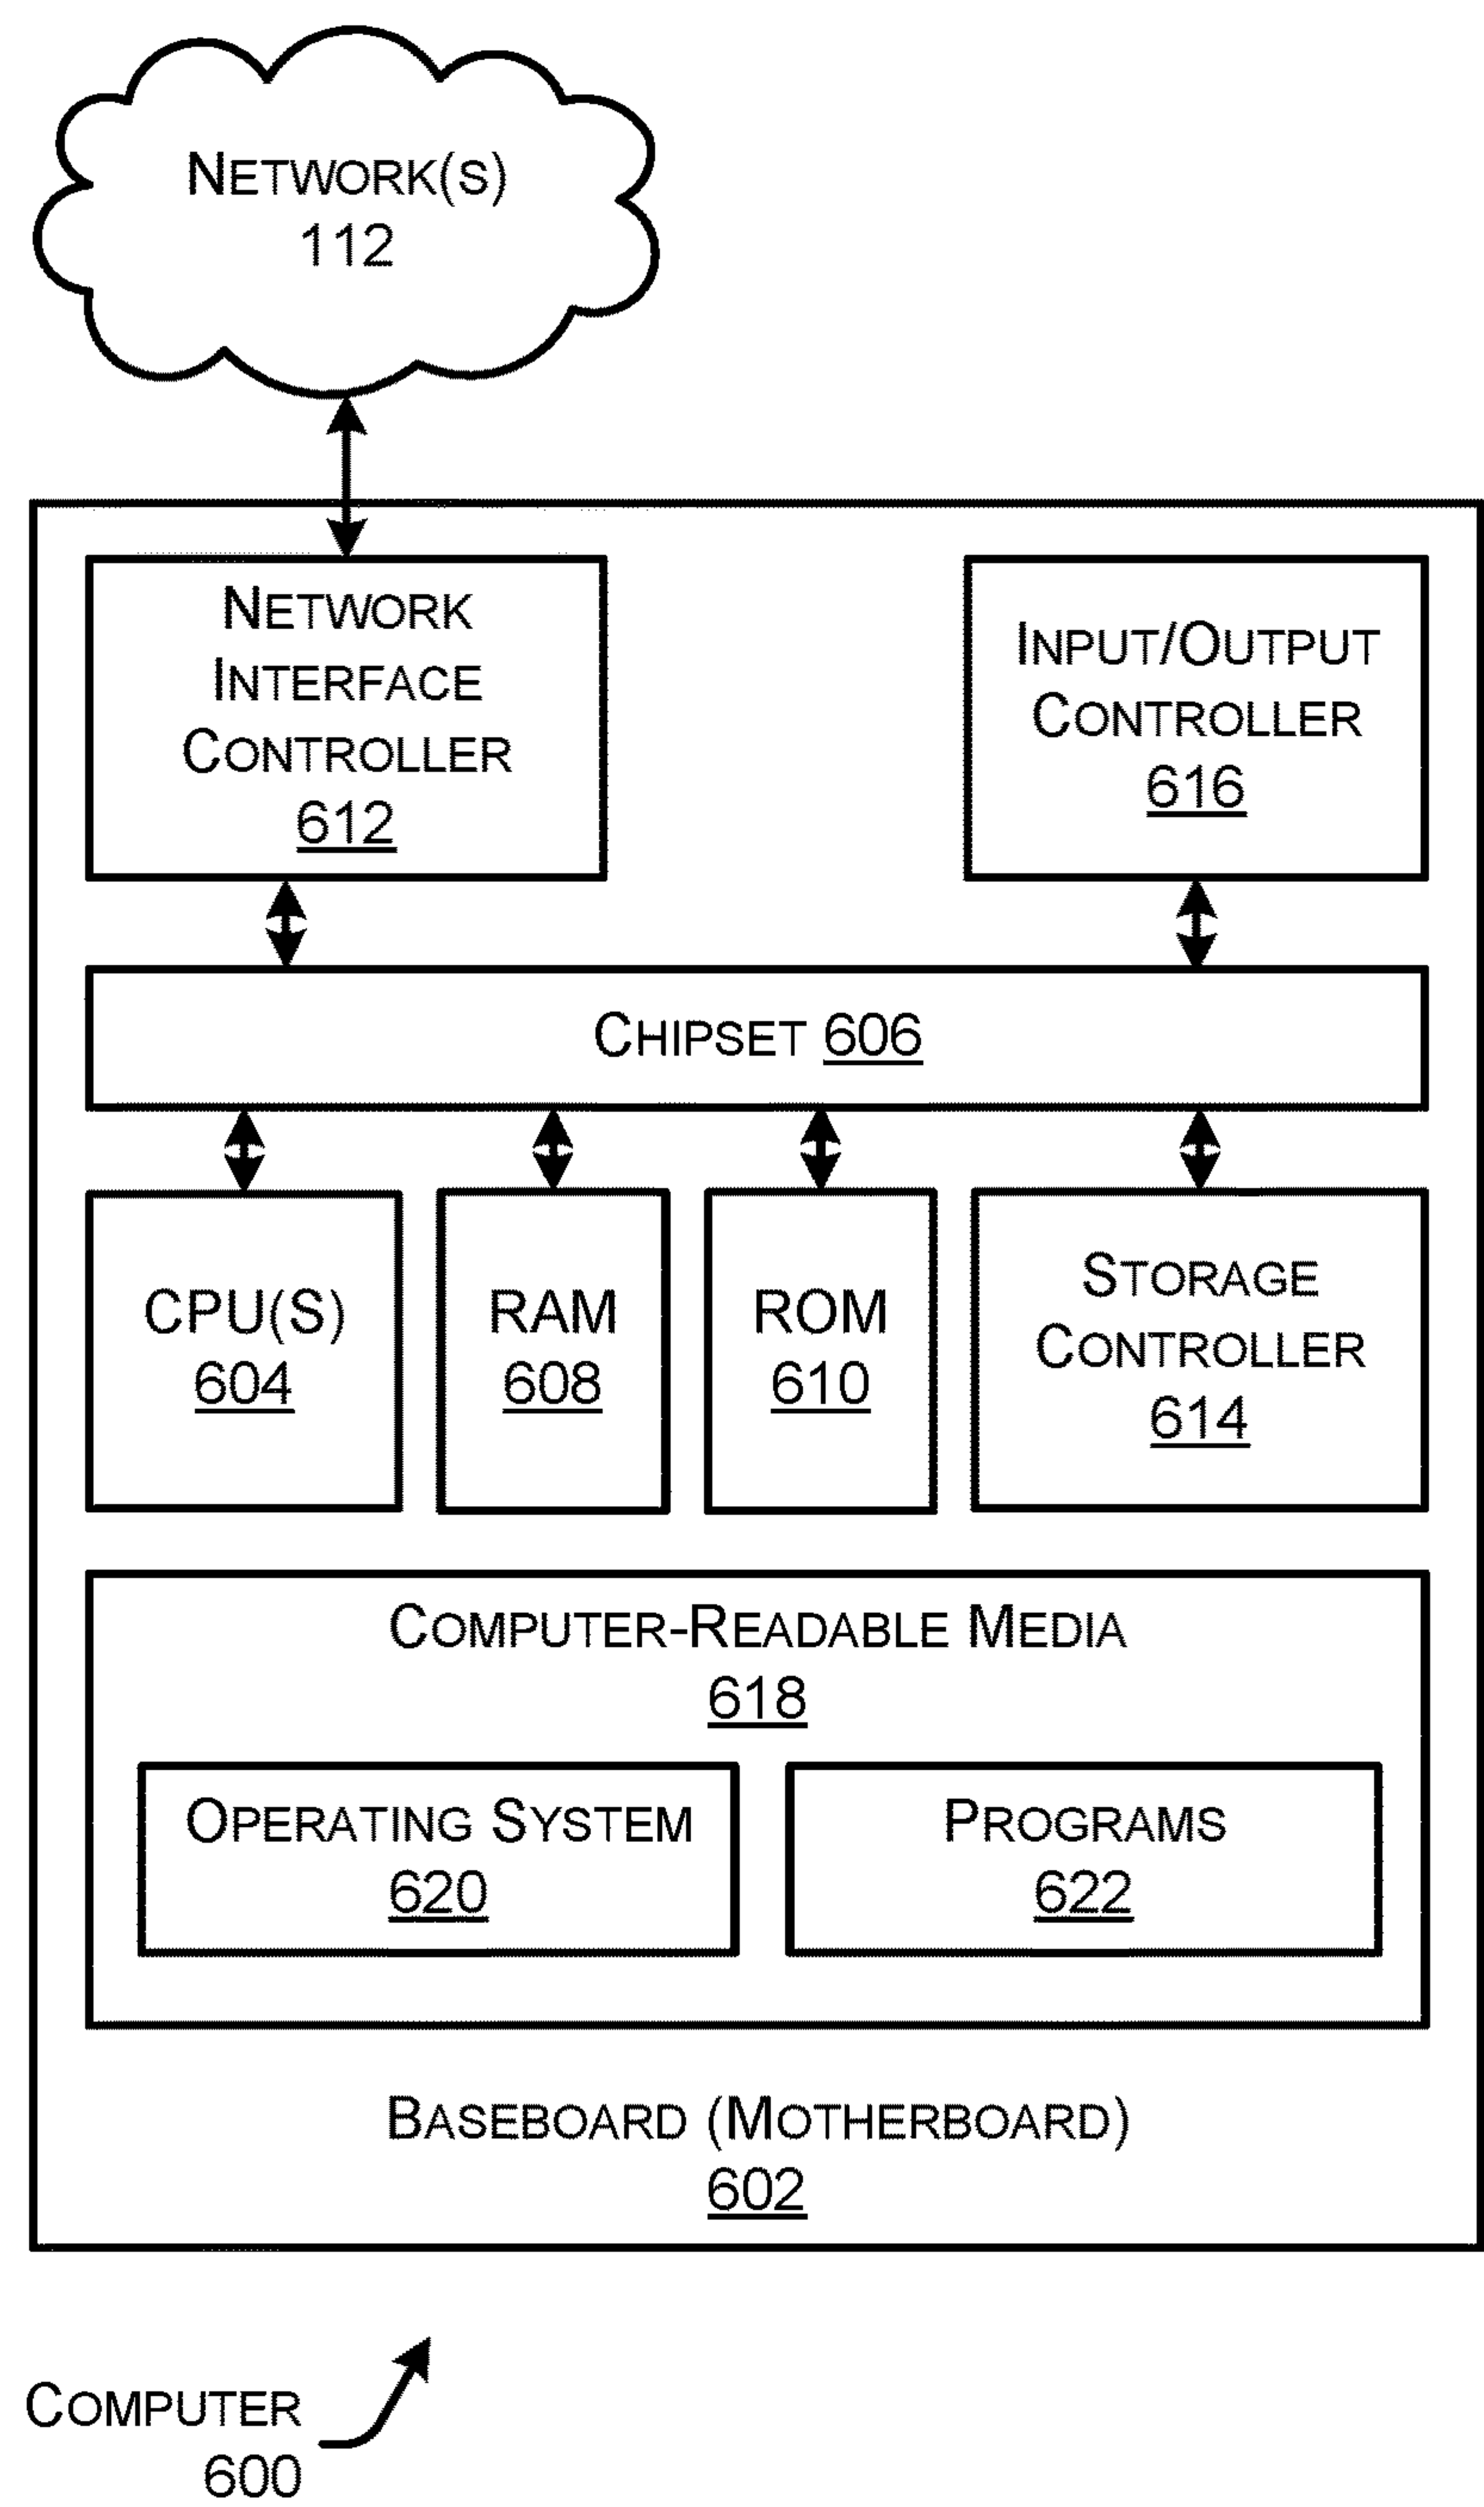 NETWORK(S)
112
NETWORK
INTERFACE
CONTROLLER
612
INPUT/OUTPUT
CONTROLLER
616
CHIPSET 606
CPU(S)
604
RAM
608
ROM
610
STORAGE
CONTROLLER
614
COMPUTER-READABLE MEDIA
618
OPERATING SYSTEM
620
PROGRAMS
622
BASEBOARD (MOTHERBOARD)
602
COMPUTER
600